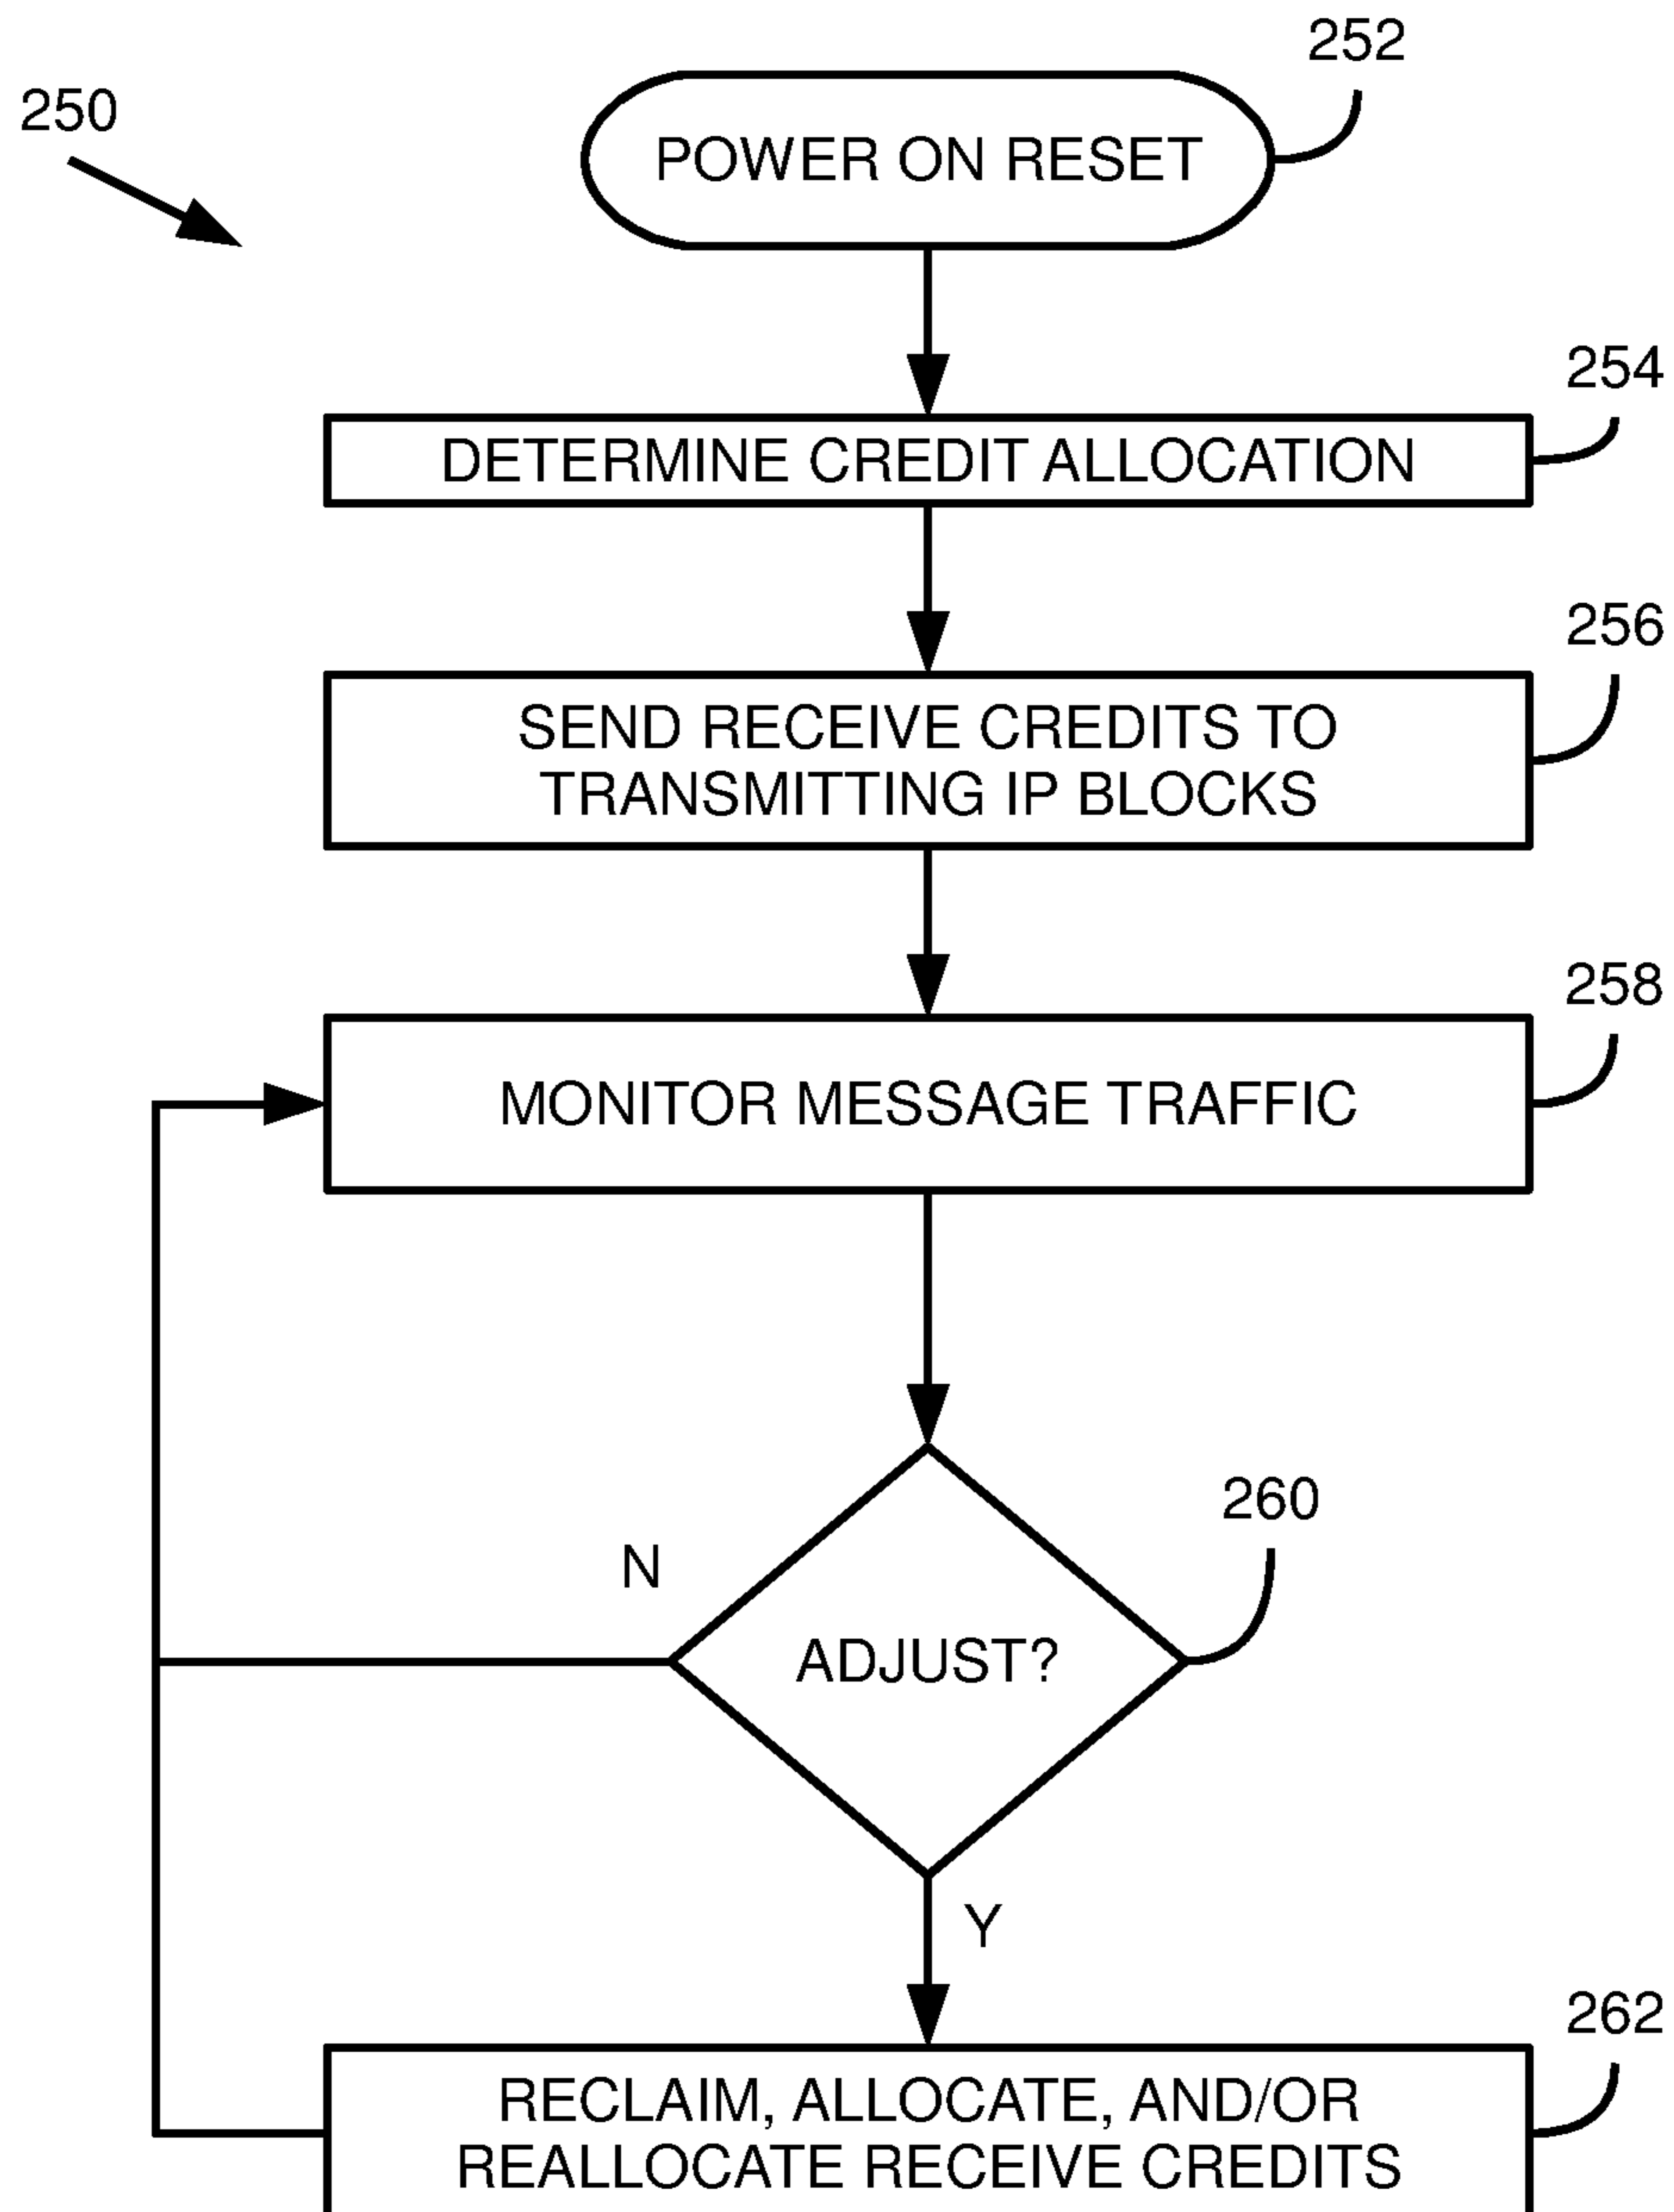 252
250
POWER ON RESET
254
DETERMINE CREDIT ALLOCATION
256
SEND RECEIVE CREDITS TO
TRANSMITTING IP BLOCKS
258
MONITOR MESSAGE TRAFFIC
260
N
ADJUST?
Y
262
RECLAIM, ALLOCATE, AND/OR
REALLOCATE RECEIVE CREDITS